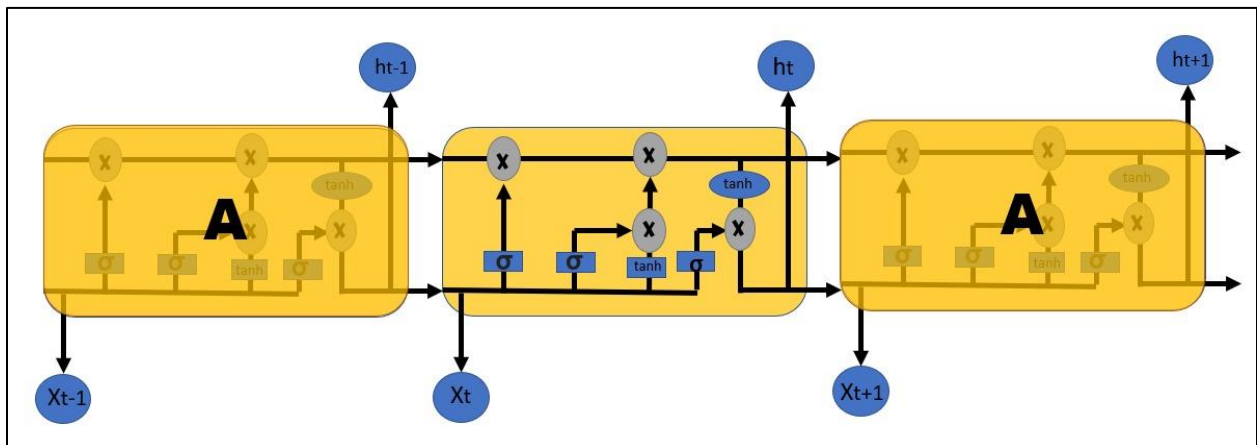 ht-1
ht
ht+1
x x
x x
x x
tanh
tanh
tanh
A
A
x x
x x
x x
σ σ tanh σ
σ σ tanh σ
σ σ tanh σ
Xt-1
Xt
Xt+1